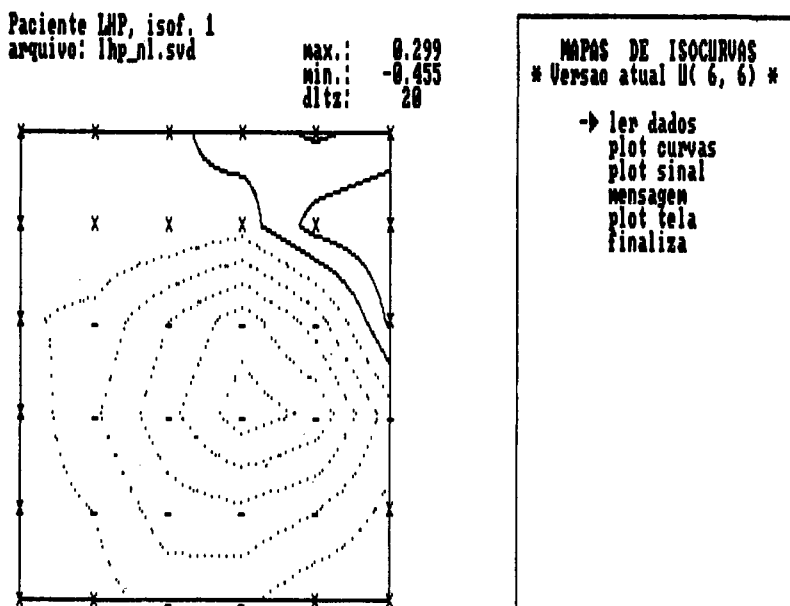 Paciente LHP, isof. 1
arquivo: lhp_nl.svd
max.: 0.299
min.: -0.455
dltz: 20
MAPAS DE ISOCURVAS
* Versao atual U( 6, 6) *
-> ler dados
plot curvas
plot sinal
mensagem
plot tela
finaliza